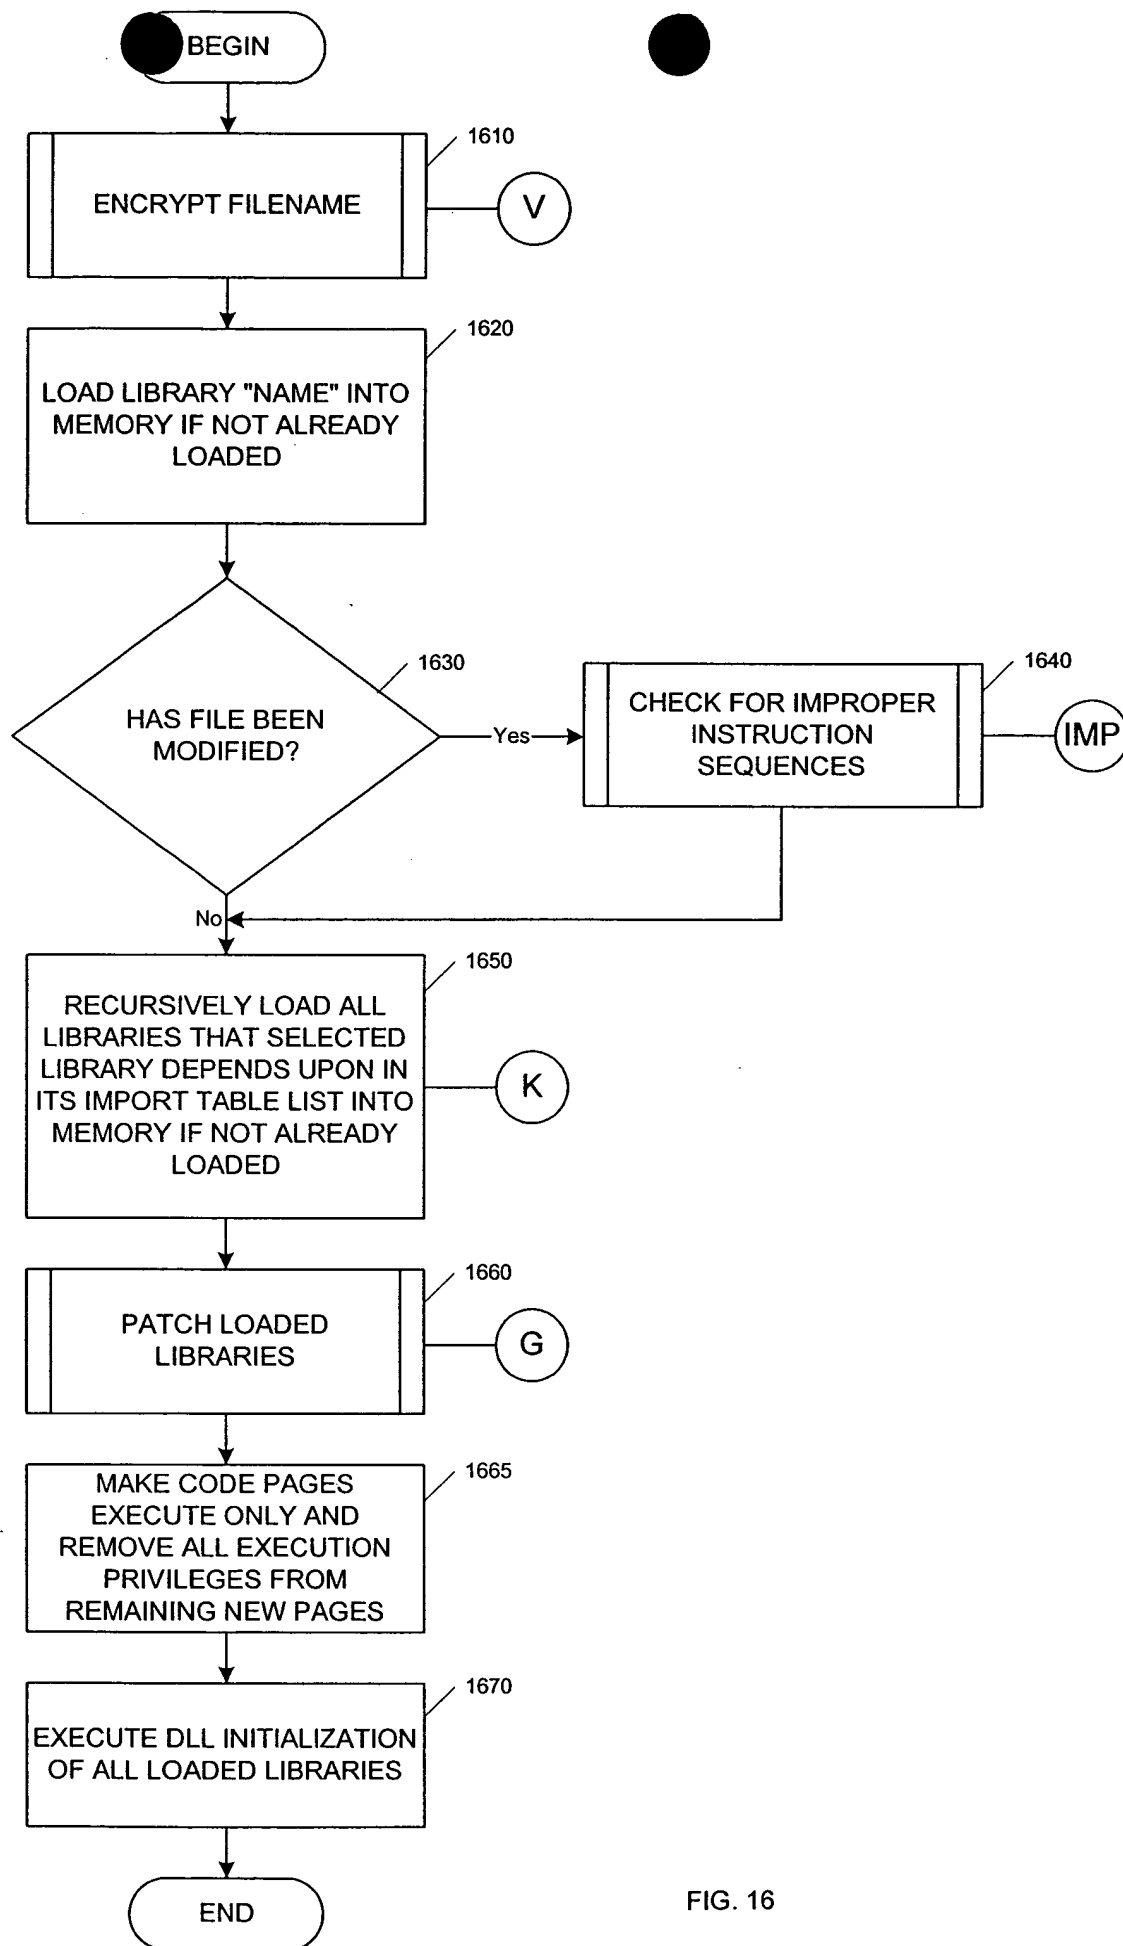 BEGIN
1610
ENCRYPT FILENAME
V
1620
LOAD LIBRARY "NAME" INTO
MEMORY IF NOT ALREADY
LOADED
1630
HAS FILE BEEN
MODIFIED?
Yes
1640
CHECK FOR IMPROPER
INSTRUCTION
SEQUENCES
IMP
No
1650
RECURSIVELY LOAD ALL
LIBRARIES THAT SELECTED
LIBRARY DEPENDS UPON IN
ITS IMPORT TABLE LIST INTO
MEMORY IF NOT ALREADY
LOADED
K
1660
PATCH LOADED
LIBRARIES
G
1665
MAKE CODE PAGES
EXECUTE ONLY AND
REMOVE ALL EXECUTION
PRIVILEGES FROM
REMAINING NEW PAGES
1670
EXECUTE DLL INITIALIZATION
OF ALL LOADED LIBRARIES
END
FIG. 16